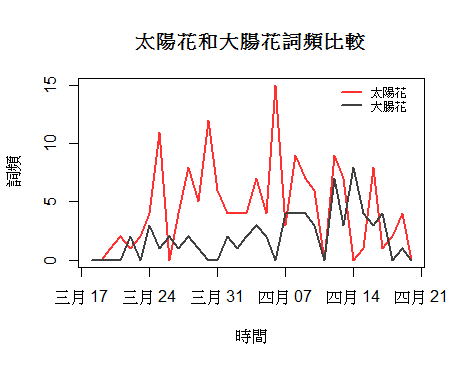 太陽花和大腸花詞頻比較
太陽花
大腸花
詞頻
15
10
5
0
三月 17 三月 24 三月 31 四月 07 四月 14 四月 21
時間